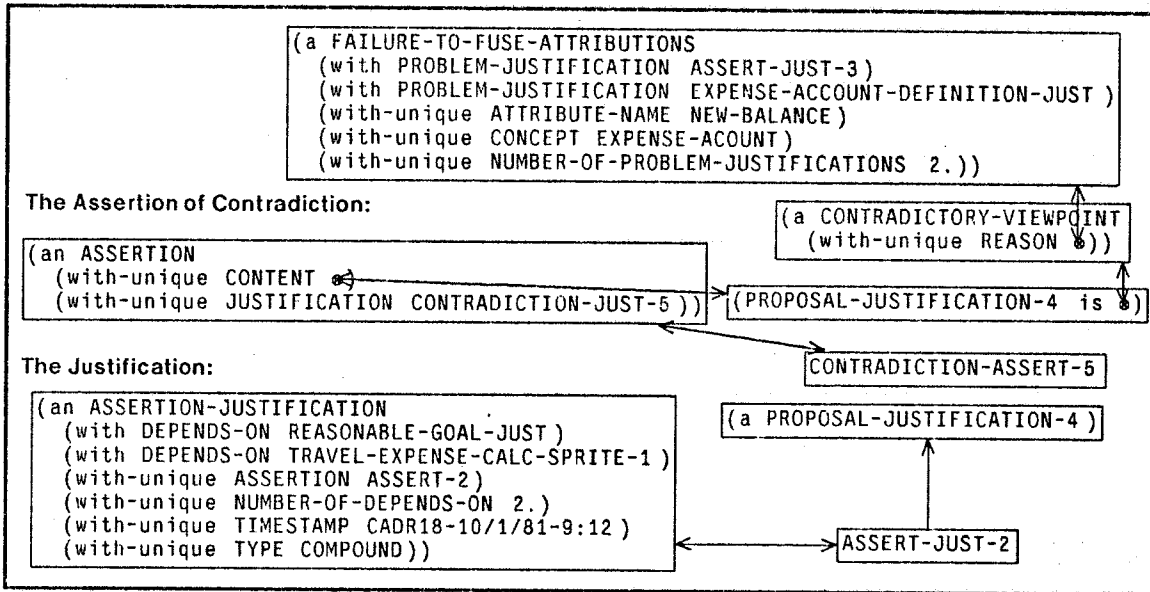 (a FAILURE-TO-FUSE-ATTRIBUTIONS
(with PROBLEM-JUSTIFICATION ASSERT-JUST-3)
(with PROBLEM-JUSTIFICATION EXPENSE-ACCOUNT-DEFINITION-JUST )
(with-unique ATTRIBUTE-NAME NEW-BALANCE)
(with-unique CONCEPT EXPENSE-ACOUNT)
(with-unique NUMBER-OF-PROBLEM-JUSTIFICATIONS 2.))
The Assertion of Contradiction:
(a CONTRADICTORY-VIEWPOINT
(with-unique REASON ))
(an ASSERTION
(with-unique CONTENT )
(with-unique JUSTIFICATION CONTRADICTION-JUST-5 ))
(PROPOSAL-JUSTIFICATION-4 is )
CONTRADICTION-ASSERT-5
The Justification:
(an ASSERTION-JUSTIFICATION
(with DEPENDS-ON REASONABLE-GOAL-JUST)
(with DEPENDS-ON TRAVEL-EXPENSE-CALC-SPRITE-1 )
(with-unique ASSERTION ASSERT-2)
(with-unique NUMBER-OF-DEPENDS-ON 2.)
(with-unique TIMESTAMP CADR18-10/1/81-9:12)
(with-unique TYPE COMPOUND))
(a PROPOSAL-JUSTIFICATION-4 )
ASSERT-JUST-2